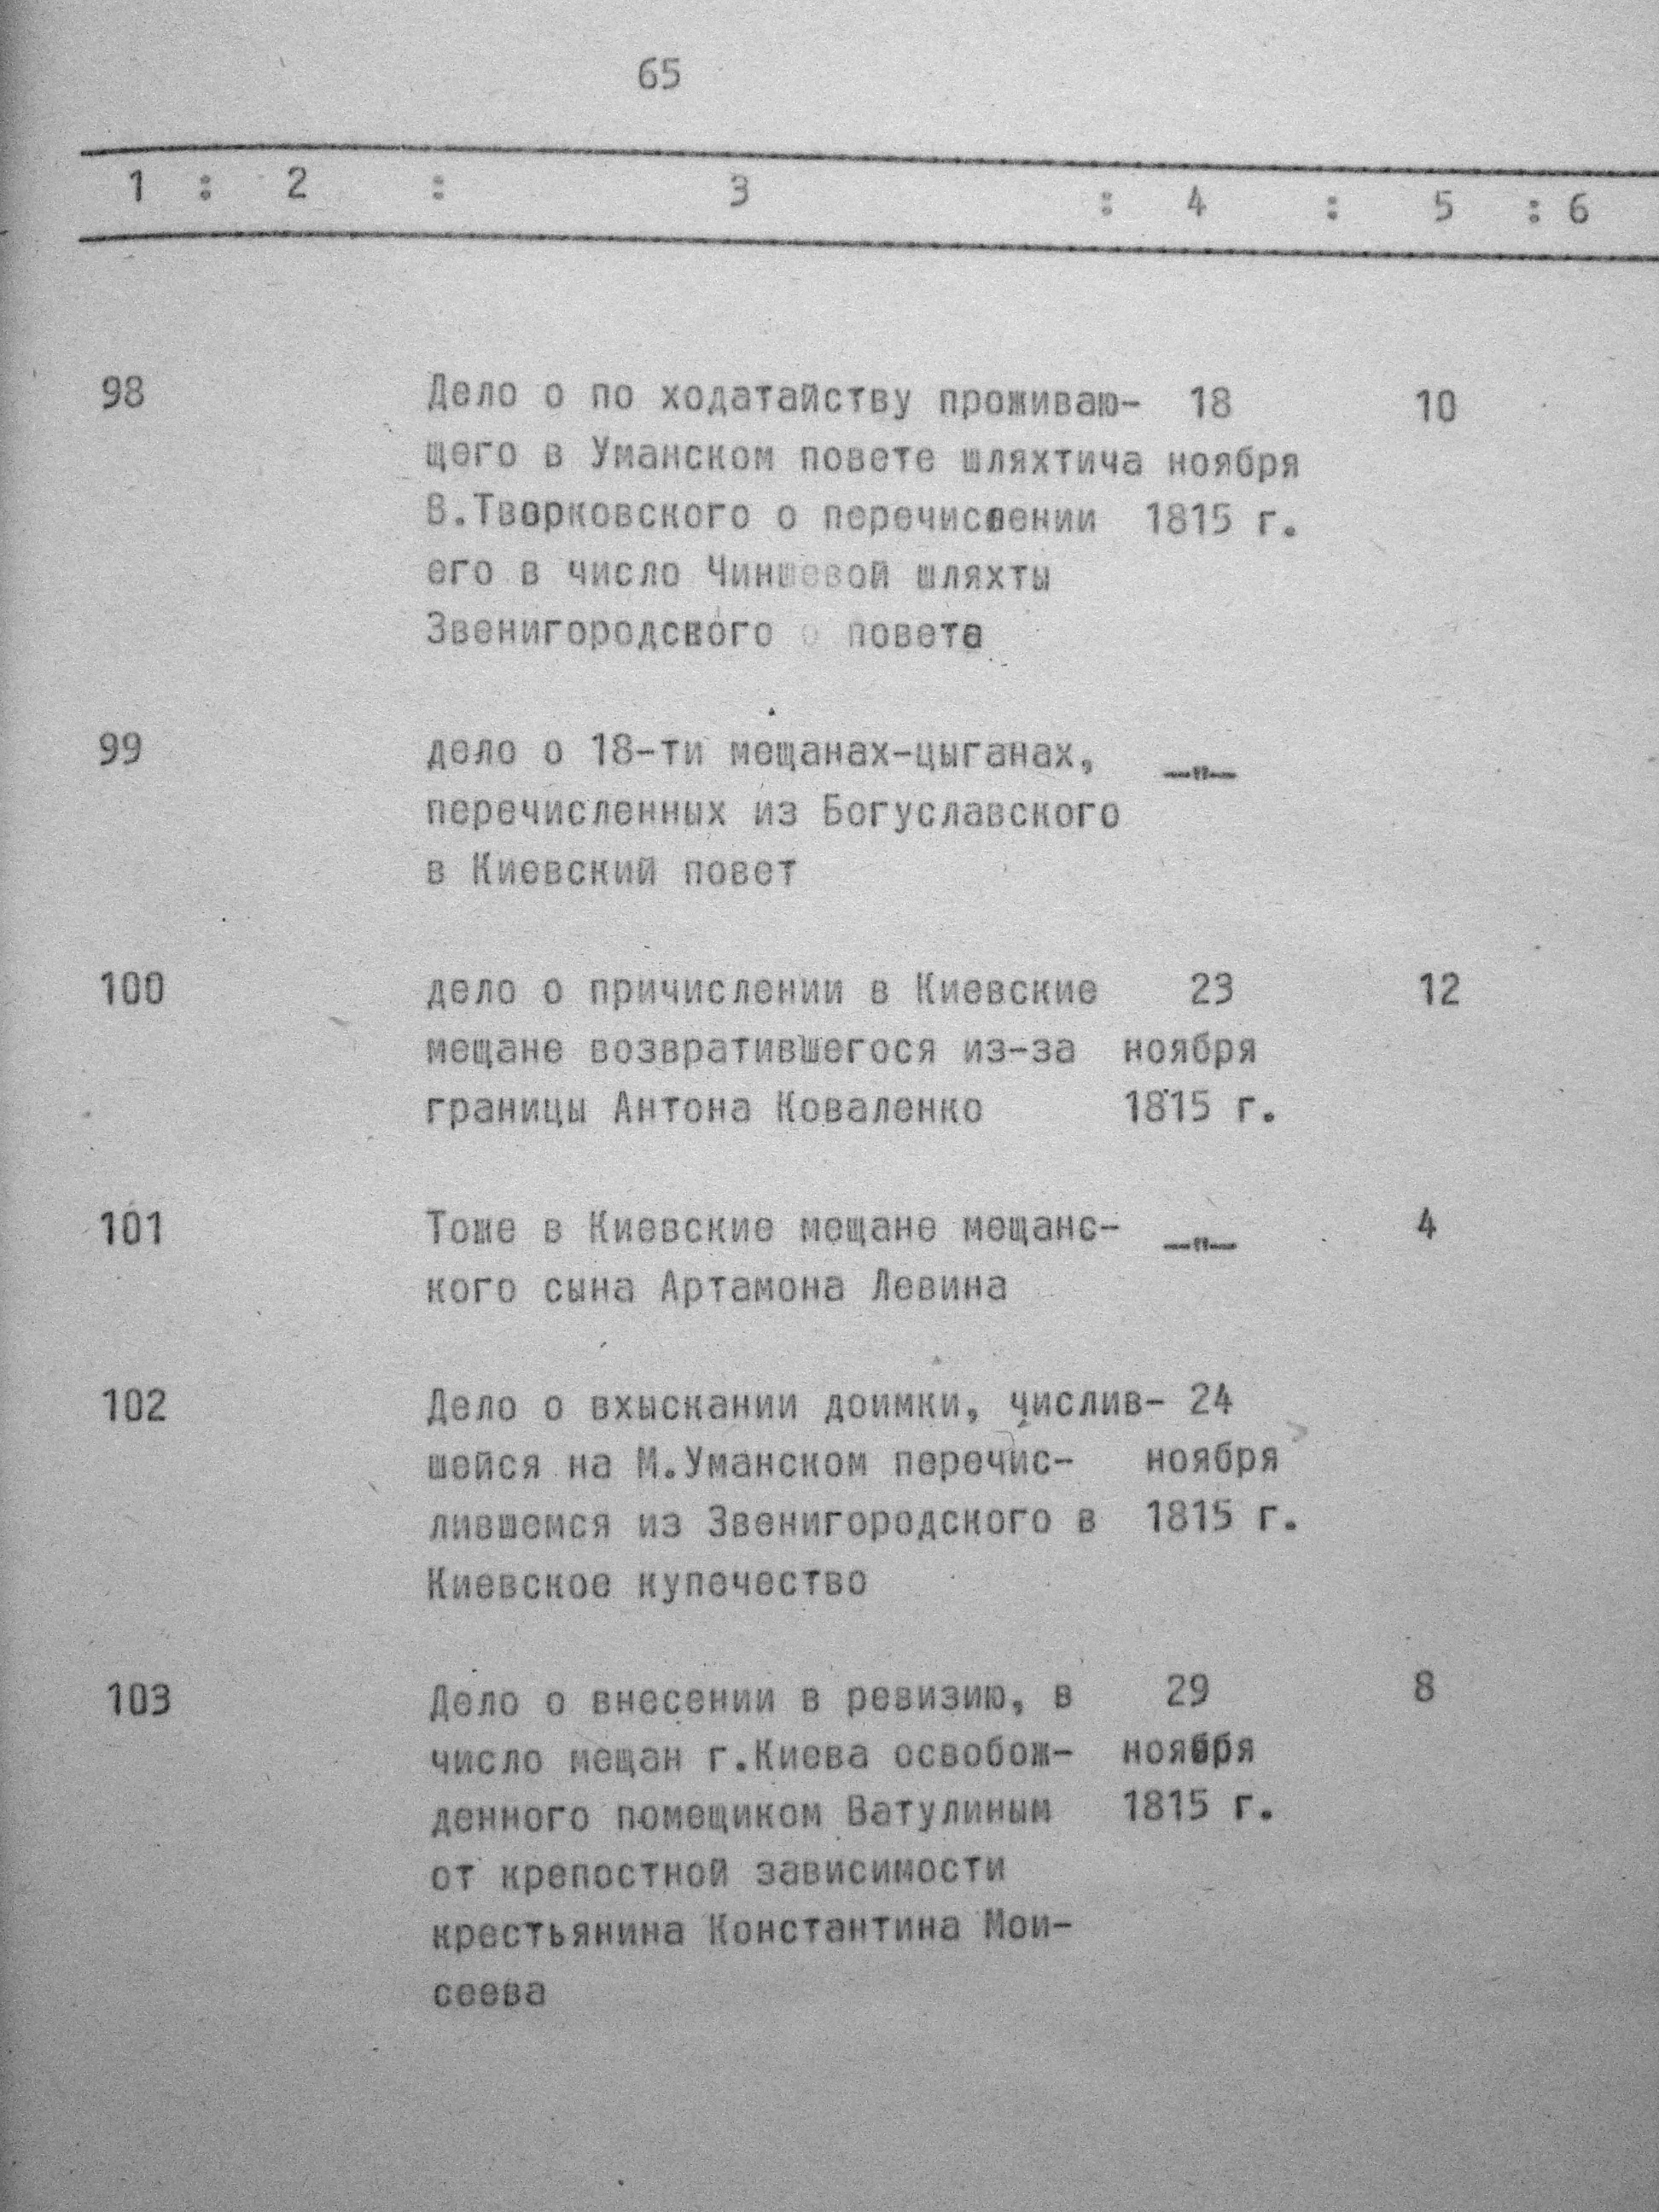 65
1 : 2 : 3 : 4 : 5 : 6
98 Дело о по ходатайству проживаю- 18 10
щего в Уманском повете шляхтича ноября
В.Творковского о перечислении 1815 г.
его в число Чиншевой шляхты
Звенигородского о повета
99 дело о 18-ти мещанах-цыганах, —"—
перечисленных из Богуславского
в Киевский повет
100 дело о причислении в Киевские 23 12
мещане возвратившегося из-за ноября
границы Антона Коваленко 1815 г.
101 Тоже в Киевские мещане мещанс- —"— 4
кого сына Артамона Левина
102 Дело о вхыскании доимки, числив- 24
шейся на М.Уманском перечис- ноября
лившемся из Звенигородского в 1815 г.
Киевское купечество
103 Дело о внесении в ревизию, в 29 8
число мещан г.Киева освобож- ноября
денного помещиком Ватулиным 1815 г.
от крепостной зависимости
крестьянина Константина Мои-
сеева